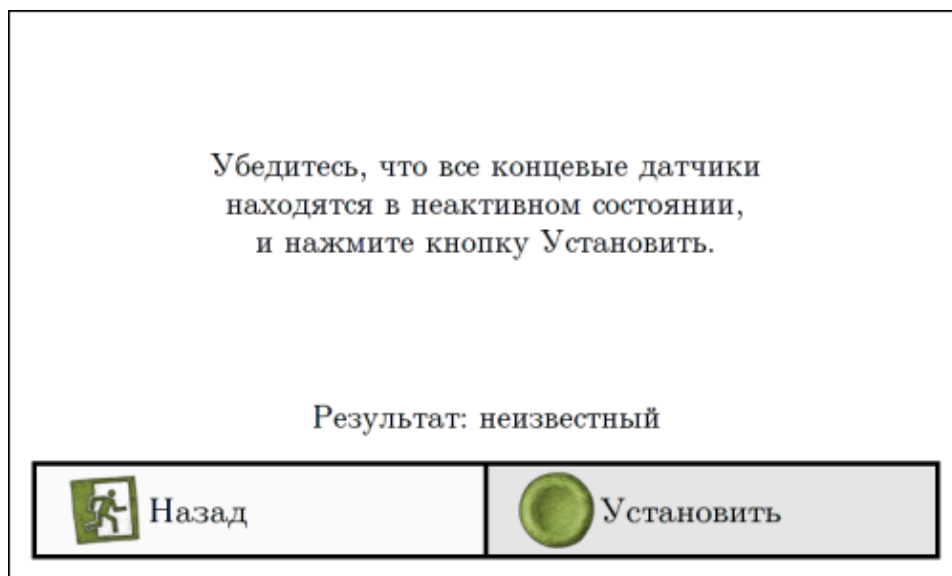 Убедитесь, что все концевые датчики
находятся в неактивном состоянии,
и нажмите кнопку Установить.
Результат: неизвестный
Назад
Установить